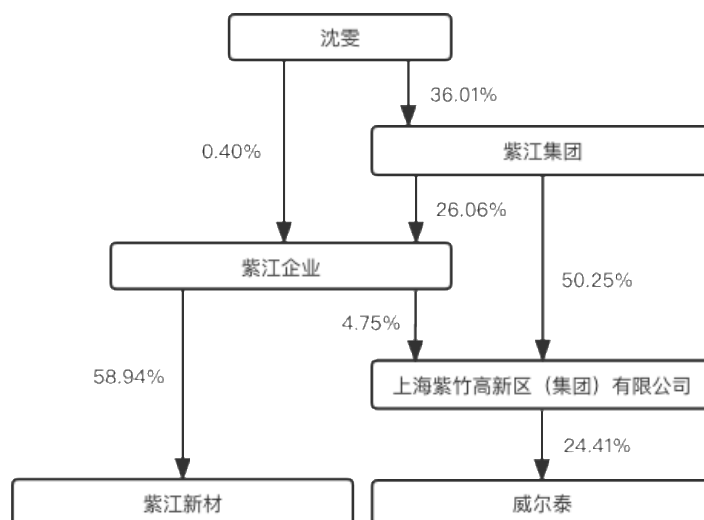 沈雯
36.01%
0.40%
紫江集团
26.06%
紫江企业
50.25%
4.75%
58.94%
上海紫竹高新区（集团）有限公司
24.41%
紫江新材
威尔泰